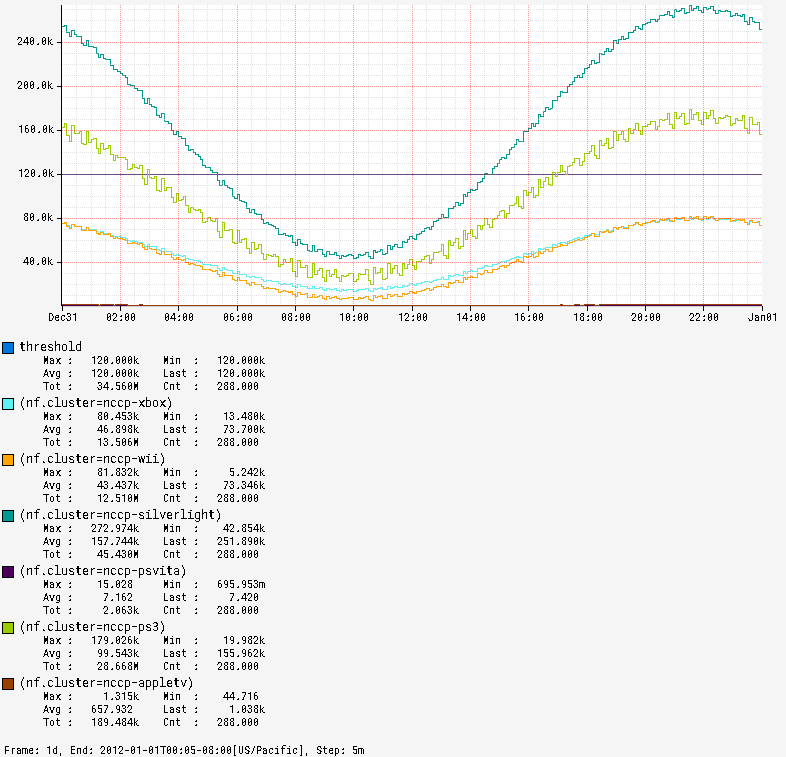 240.0k
200.0k
160.0k
120.0k
80.0k
40.0k
Dec31 02:00 04:00 06:00 08:00 10:00 12:00 14:00 16:00 18:00 20:00 22:00 Jan01
threshold
Max : 120.000k Min : 120.000k
Avg : 120.000k Last : 120.000k
Tot : 34.560M Cnt : 288.000
(nf.cluster=nccp-xbox)
Max : 80.453k Min : 13.480k
Avg : 46.898k Last : 73.700k
Tot : 13.506M Cnt : 288.000
(nf.cluster=nccp-wii)
Max : 81.832k Min : 5.242k
Avg : 43.437k Last : 73.346k
Tot : 12.510M Cnt : 288.000
(nf.cluster=nccp-silverlight)
Max : 272.974k Min : 42.854k
Avg : 157.744k Last : 251.890k
Tot : 45.430M Cnt : 288.000
(nf.cluster=nccp-psvita)
Max : 15.028 Min : 695.953m
Avg : 7.162 Last : 7.420
Tot : 2.063k Cnt : 288.000
(nf.cluster=nccp-ps3)
Max : 179.026k Min : 19.982k
Avg : 99.543k Last : 155.962k
Tot : 28.668M Cnt : 288.000
(nf.cluster=nccp-appletv)
Max : 1.315k Min : 44.716
Avg : 657.932 Last : 1.038k
Tot : 189.484k Cnt : 288.000
Frame: 1d, End: 2012-01-01T00:05-08:00[US/Pacific], Step: 5m